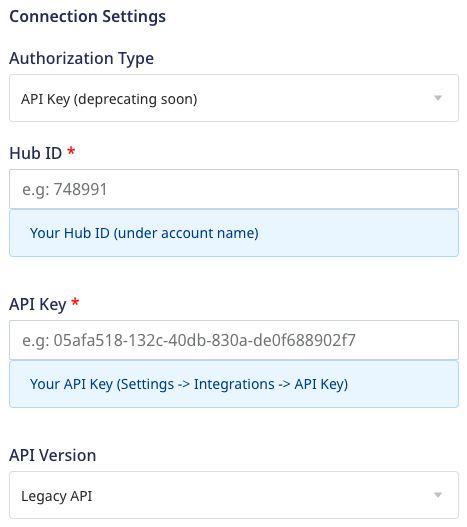 Connection Settings
Authorization Type
API Key (deprecating soon)
Hub ID *
e.g: 748991
Your Hub ID (under account name)
API Key *
e.g: 05afa518-132c-40db-830a-de0f688902f7
Your API Key (Settings -> Integrations -> API Key)
API Version
Legacy API